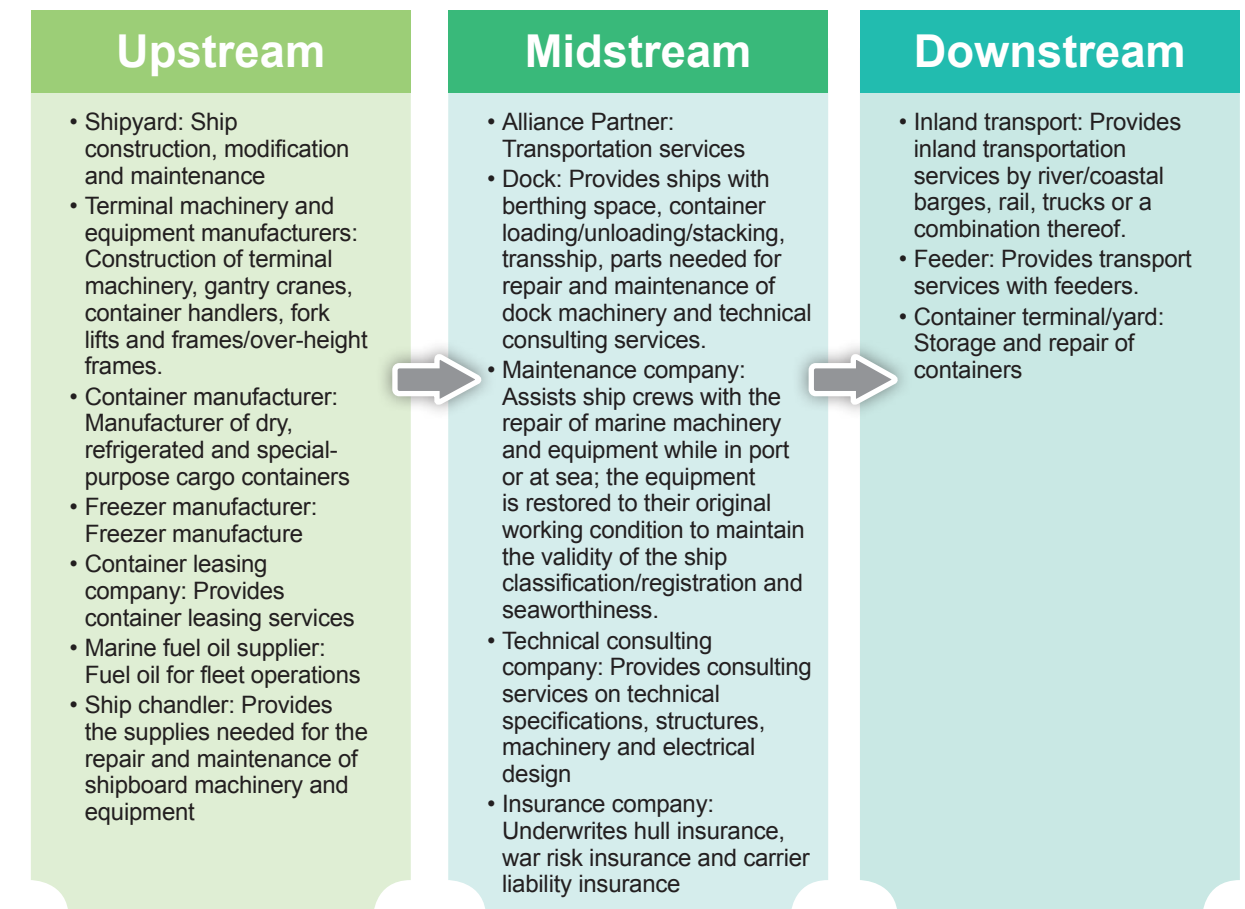 Upstream
• Shipyard: Ship
construction, modification
and maintenance
• Terminal machinery and
equipment manufacturers:
Construction of terminal
machinery, gantry cranes,
container handlers, fork
lifts and frames/over-height
frames.
• Container manufacturer:
Manufacturer of dry,
refrigerated and special-
purpose cargo containers
• Freezer manufacturer:
Freezer manufacture
• Container leasing
company: Provides
container leasing services
• Marine fuel oil supplier:
Fuel oil for fleet operations
• Ship chandler: Provides
the supplies needed for the
repair and maintenance of
shipboard machinery and
equipment
Midstream
• Alliance Partner:
Transportation services
• Dock: Provides ships with
berthing space, container
loading/unloading/stacking,
transship, parts needed for
repair and maintenance of
dock machinery and technical
consulting services.
• Maintenance company:
Assists ship crews with the
repair of marine machinery
and equipment while in port
or at sea; the equipment
is restored to their original
working condition to maintain
the validity of the ship
classification/registration and
seaworthiness.
• Technical consulting
company: Provides consulting
services on technical
specifications, structures,
machinery and electrical
design
• Insurance company:
Underwrites hull insurance,
war risk insurance and carrier
liability insurance
Downstream
• Inland transport: Provides
inland transportation
services by river/coastal
barges, rail, trucks or a
combination thereof.
• Feeder: Provides transport
services with feeders.
• Container terminal/yard:
Storage and repair of
containers